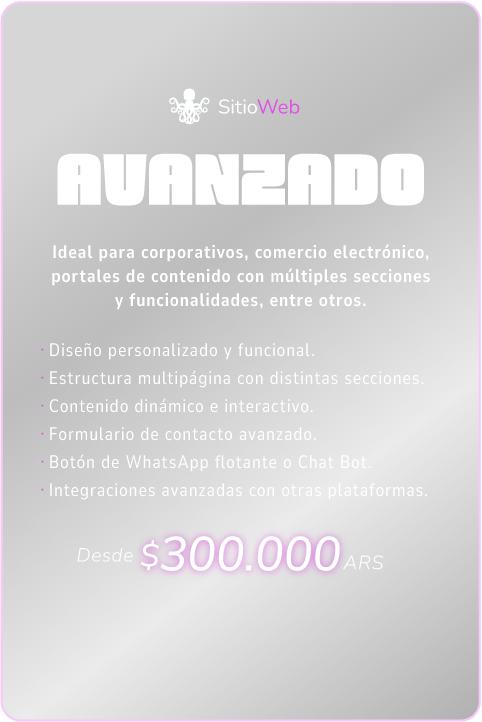 SitioWeb
AVANZADO
Ideal para corporativos, comercio electrónico,
portales de contenido con múltiples secciones
y funcionalidades, entre otros.
· Diseño personalizado y funcional.
· Estructura multipágina con distintas secciones.
· Contenido dinámico e interactivo.
· Formulario de contacto avanzado.
· Botón de WhatsApp flotante o Chat Bot.
· Integraciones avanzadas con otras plataformas.
Desde $300.000 ARS